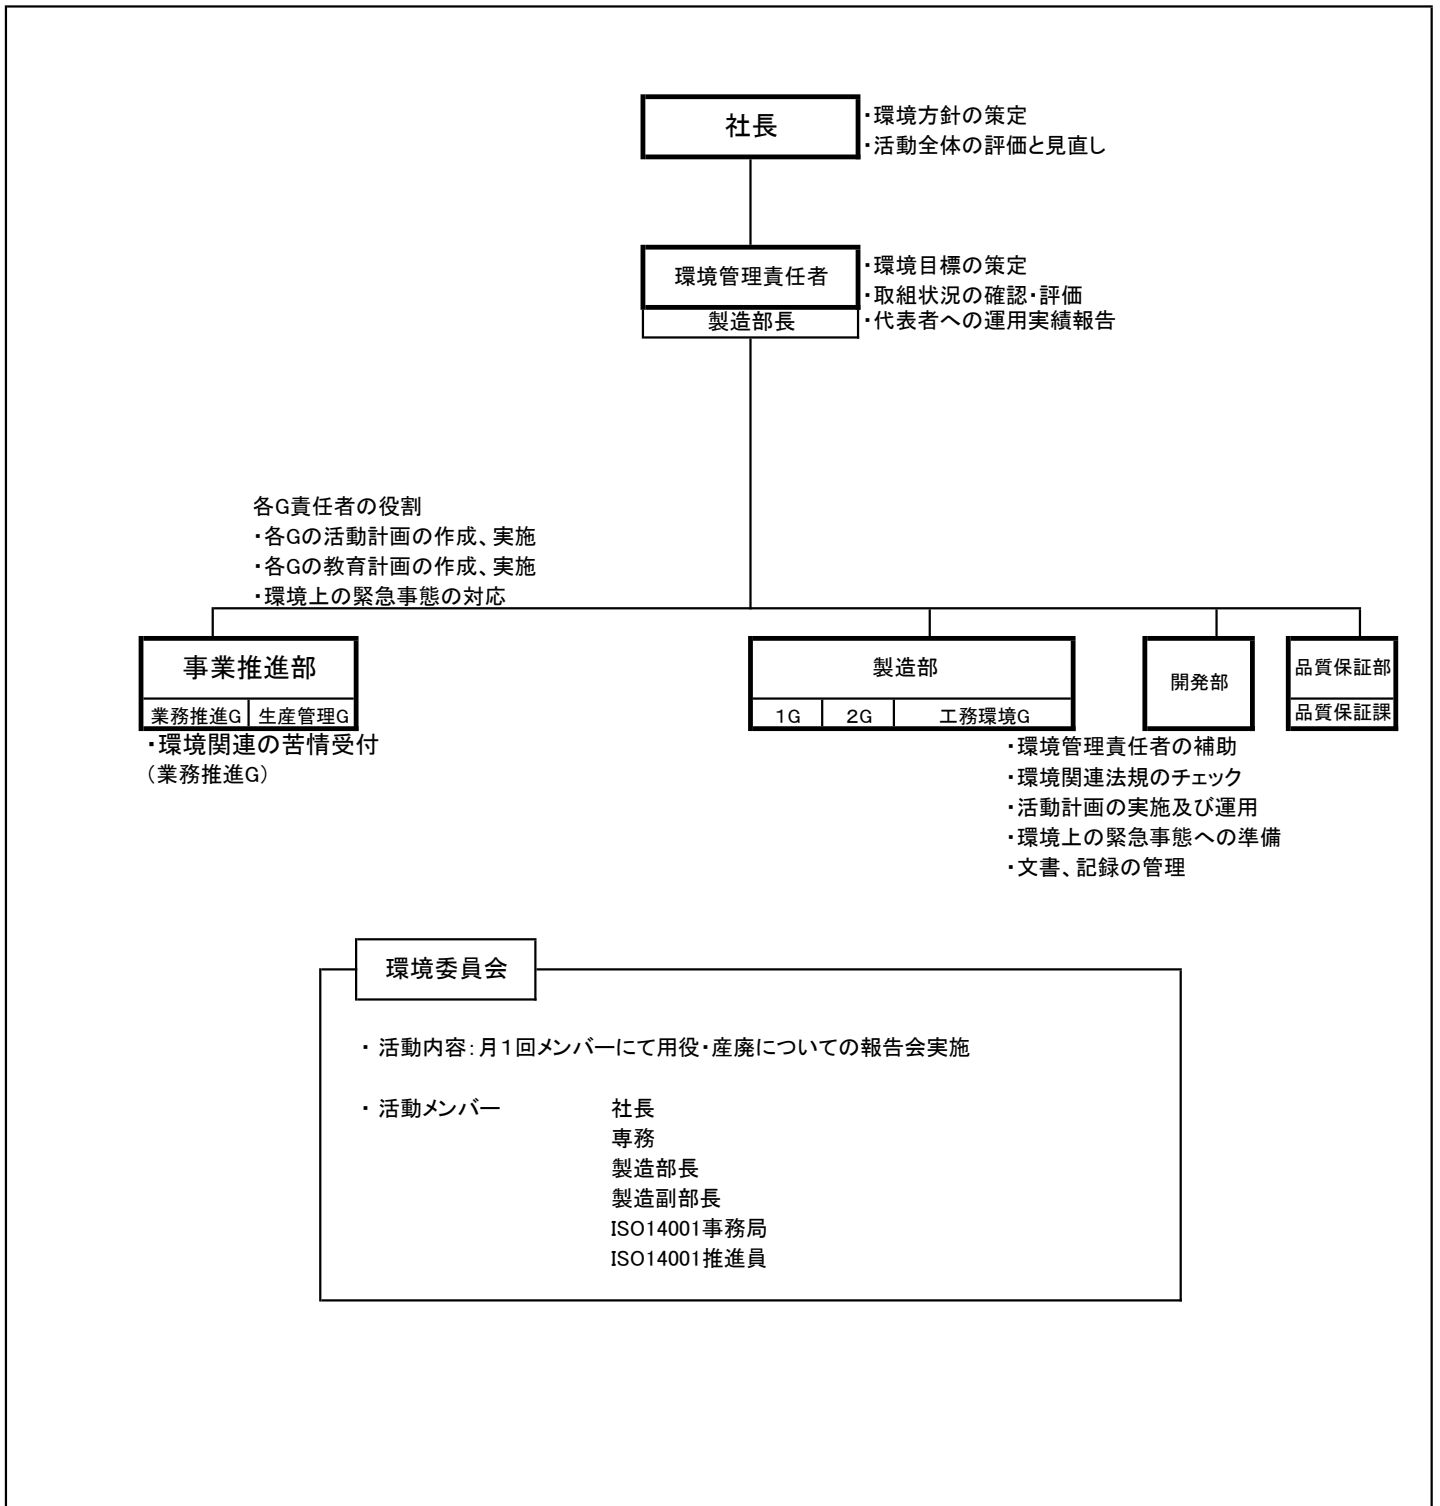 社長
・環境方針の策定
・活動全体の評価と見直し
環境管理責任者
製造部長
・環境目標の策定
・取組状況の確認・評価
・代表者への運用実績報告
各G責任者の役割
・各Gの活動計画の作成、実施
・各Gの教育計画の作成、実施
・環境上の緊急事態の対応
事業推進部
業務推進G 生産管理G
・環境関連の苦情受付
（業務推進G）
製造部
1G 2G 工務環境G
開発部
品質保証部
品質保証課
・環境管理責任者の補助
・環境関連法規のチェック
・活動計画の実施及び運用
・環境上の緊急事態への準備
・文書、記録の管理
環境委員会
・ 活動内容：月１回メンバーにて用役・産廃についての報告会実施
・ 活動メンバー 社長
専務
製造部長
製造副部長
ISO14001事務局
ISO14001推進員